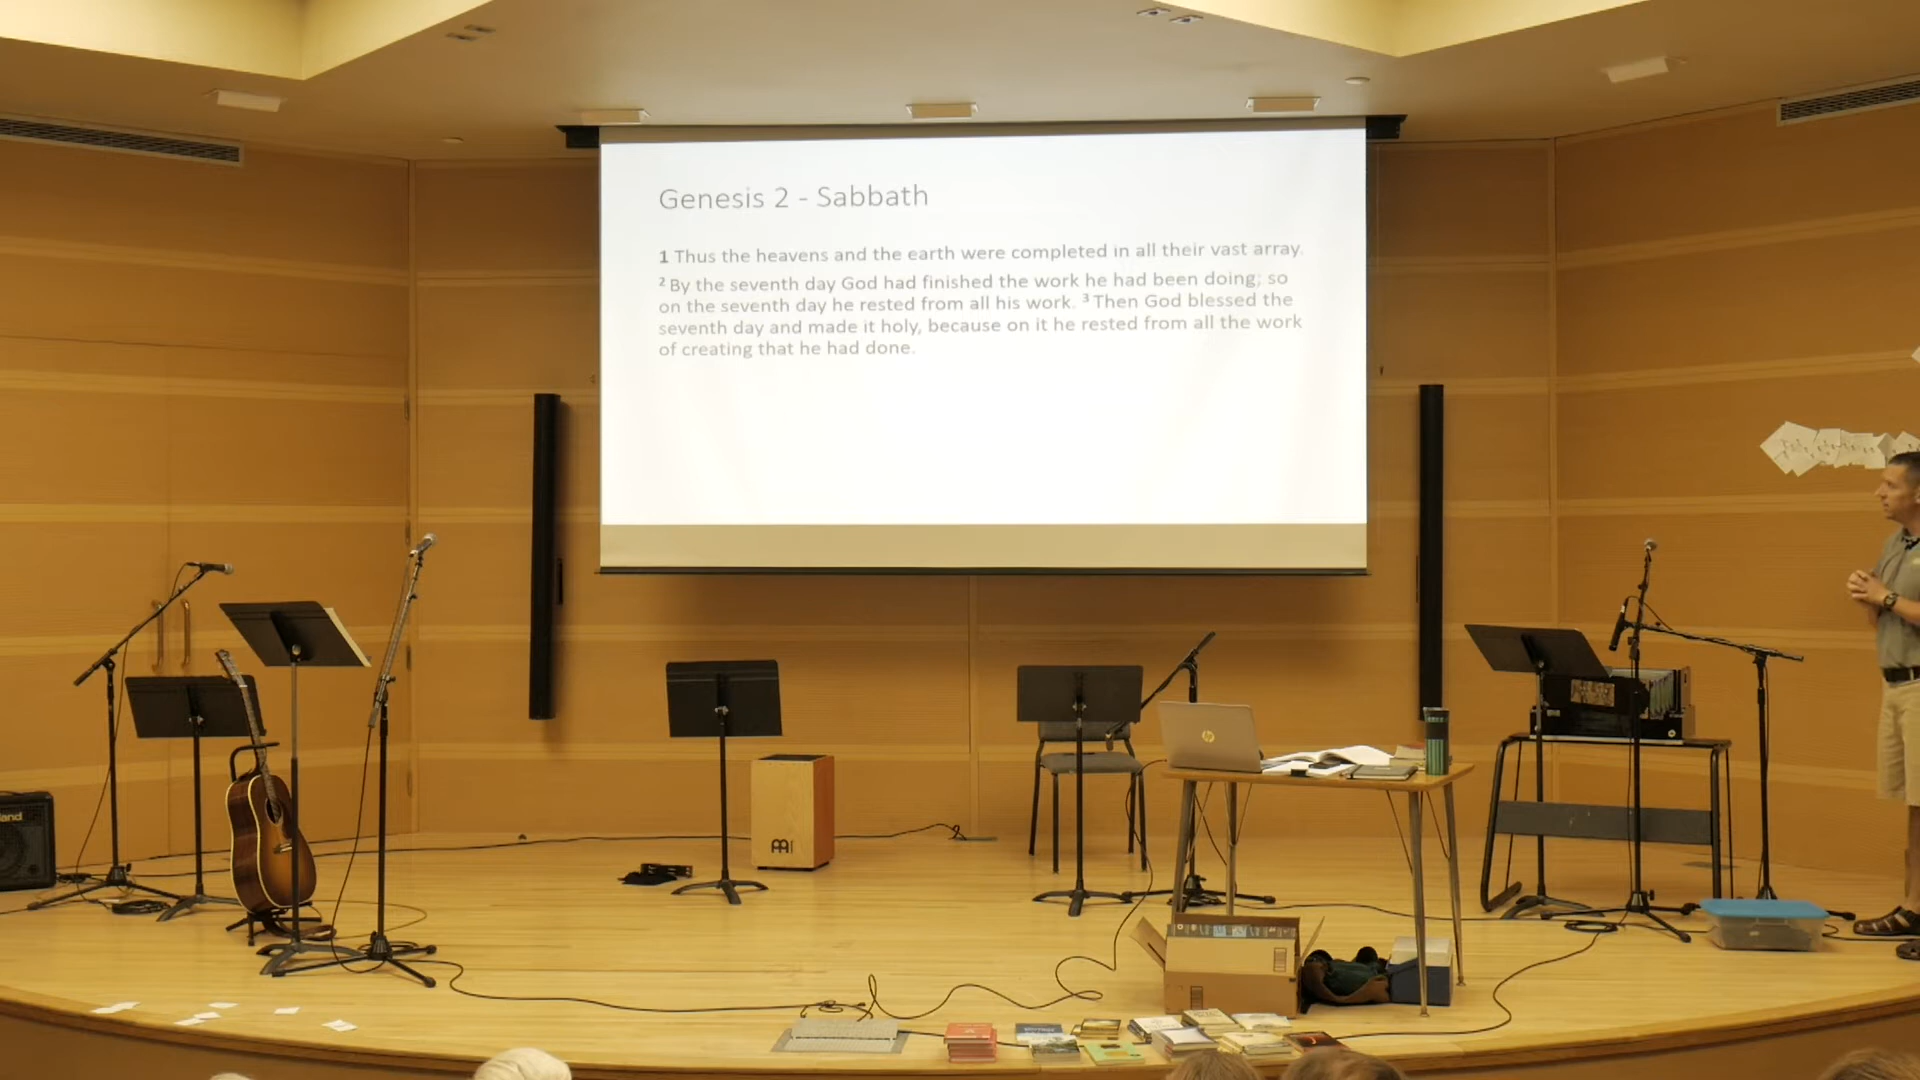 Genesis 2 - Sabbath
1 Thus the heavens and the earth were completed in all their vast array.
2 By the seventh day God had finished the work he had been doing; so
on the seventh day he rested from all his work. 3 Then God blessed the
seventh day and made it holy, because on it he rested from all the work
of creating that he had done.
hp